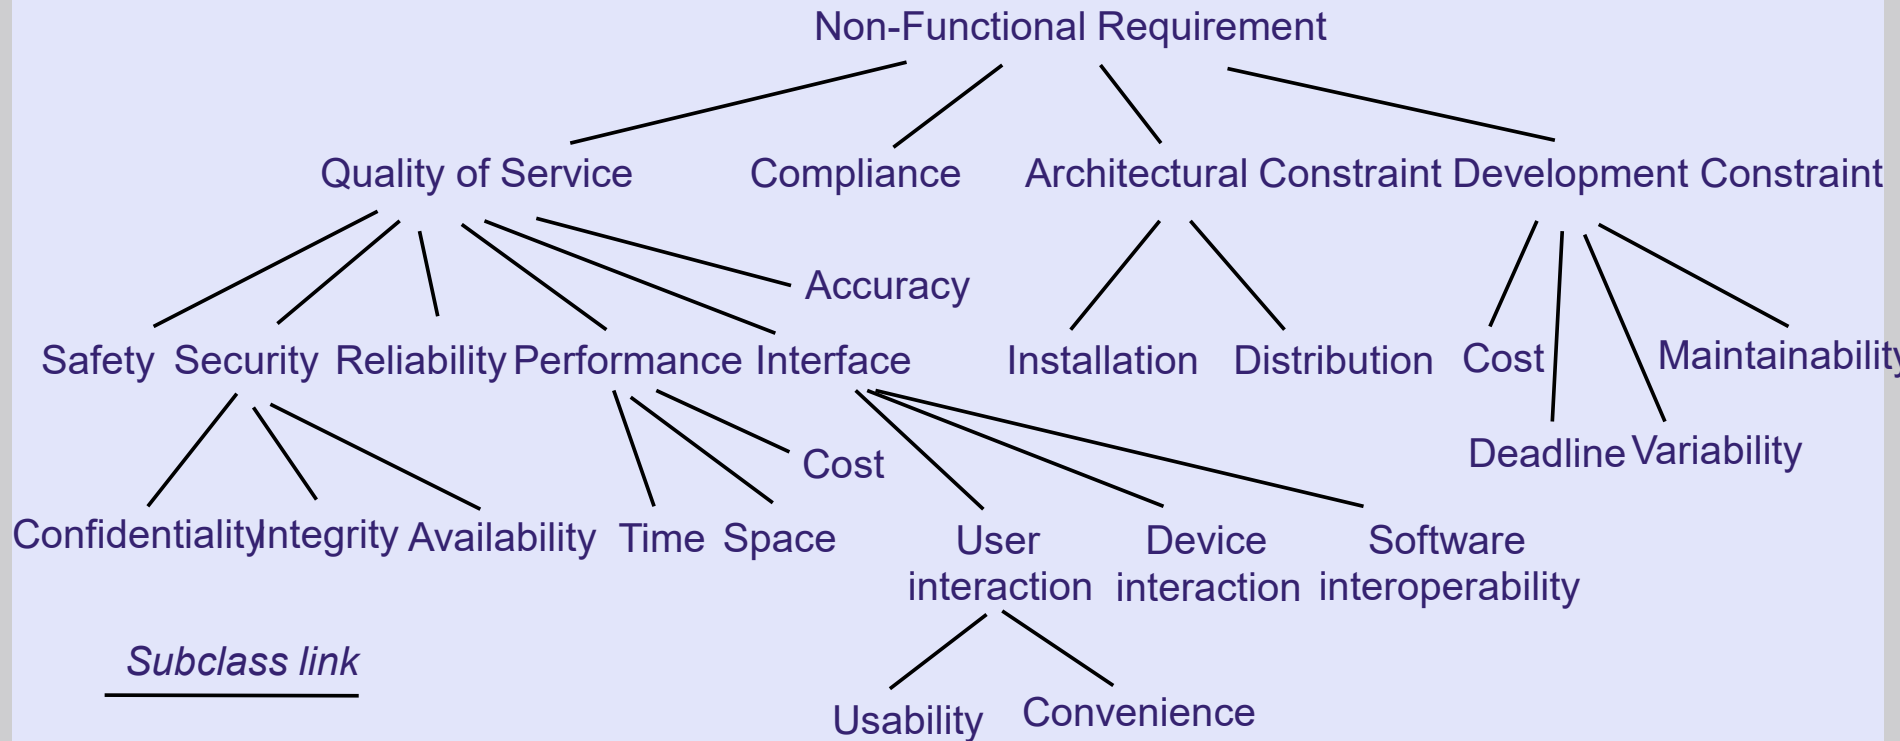 Non-Functional Requirement
Quality of Service
Compliance
Architectural Constraint
Development Constraint
Accuracy
Safety
Security
Reliability
Performance
Interface
Installation
Distribution
Cost
Maintainability
Deadline
Variability
Cost
Confidentiality
Integrity
Availability
Time
Space
User
interaction
Device
interaction
Software
interoperability
Subclass link
Usability
Convenience